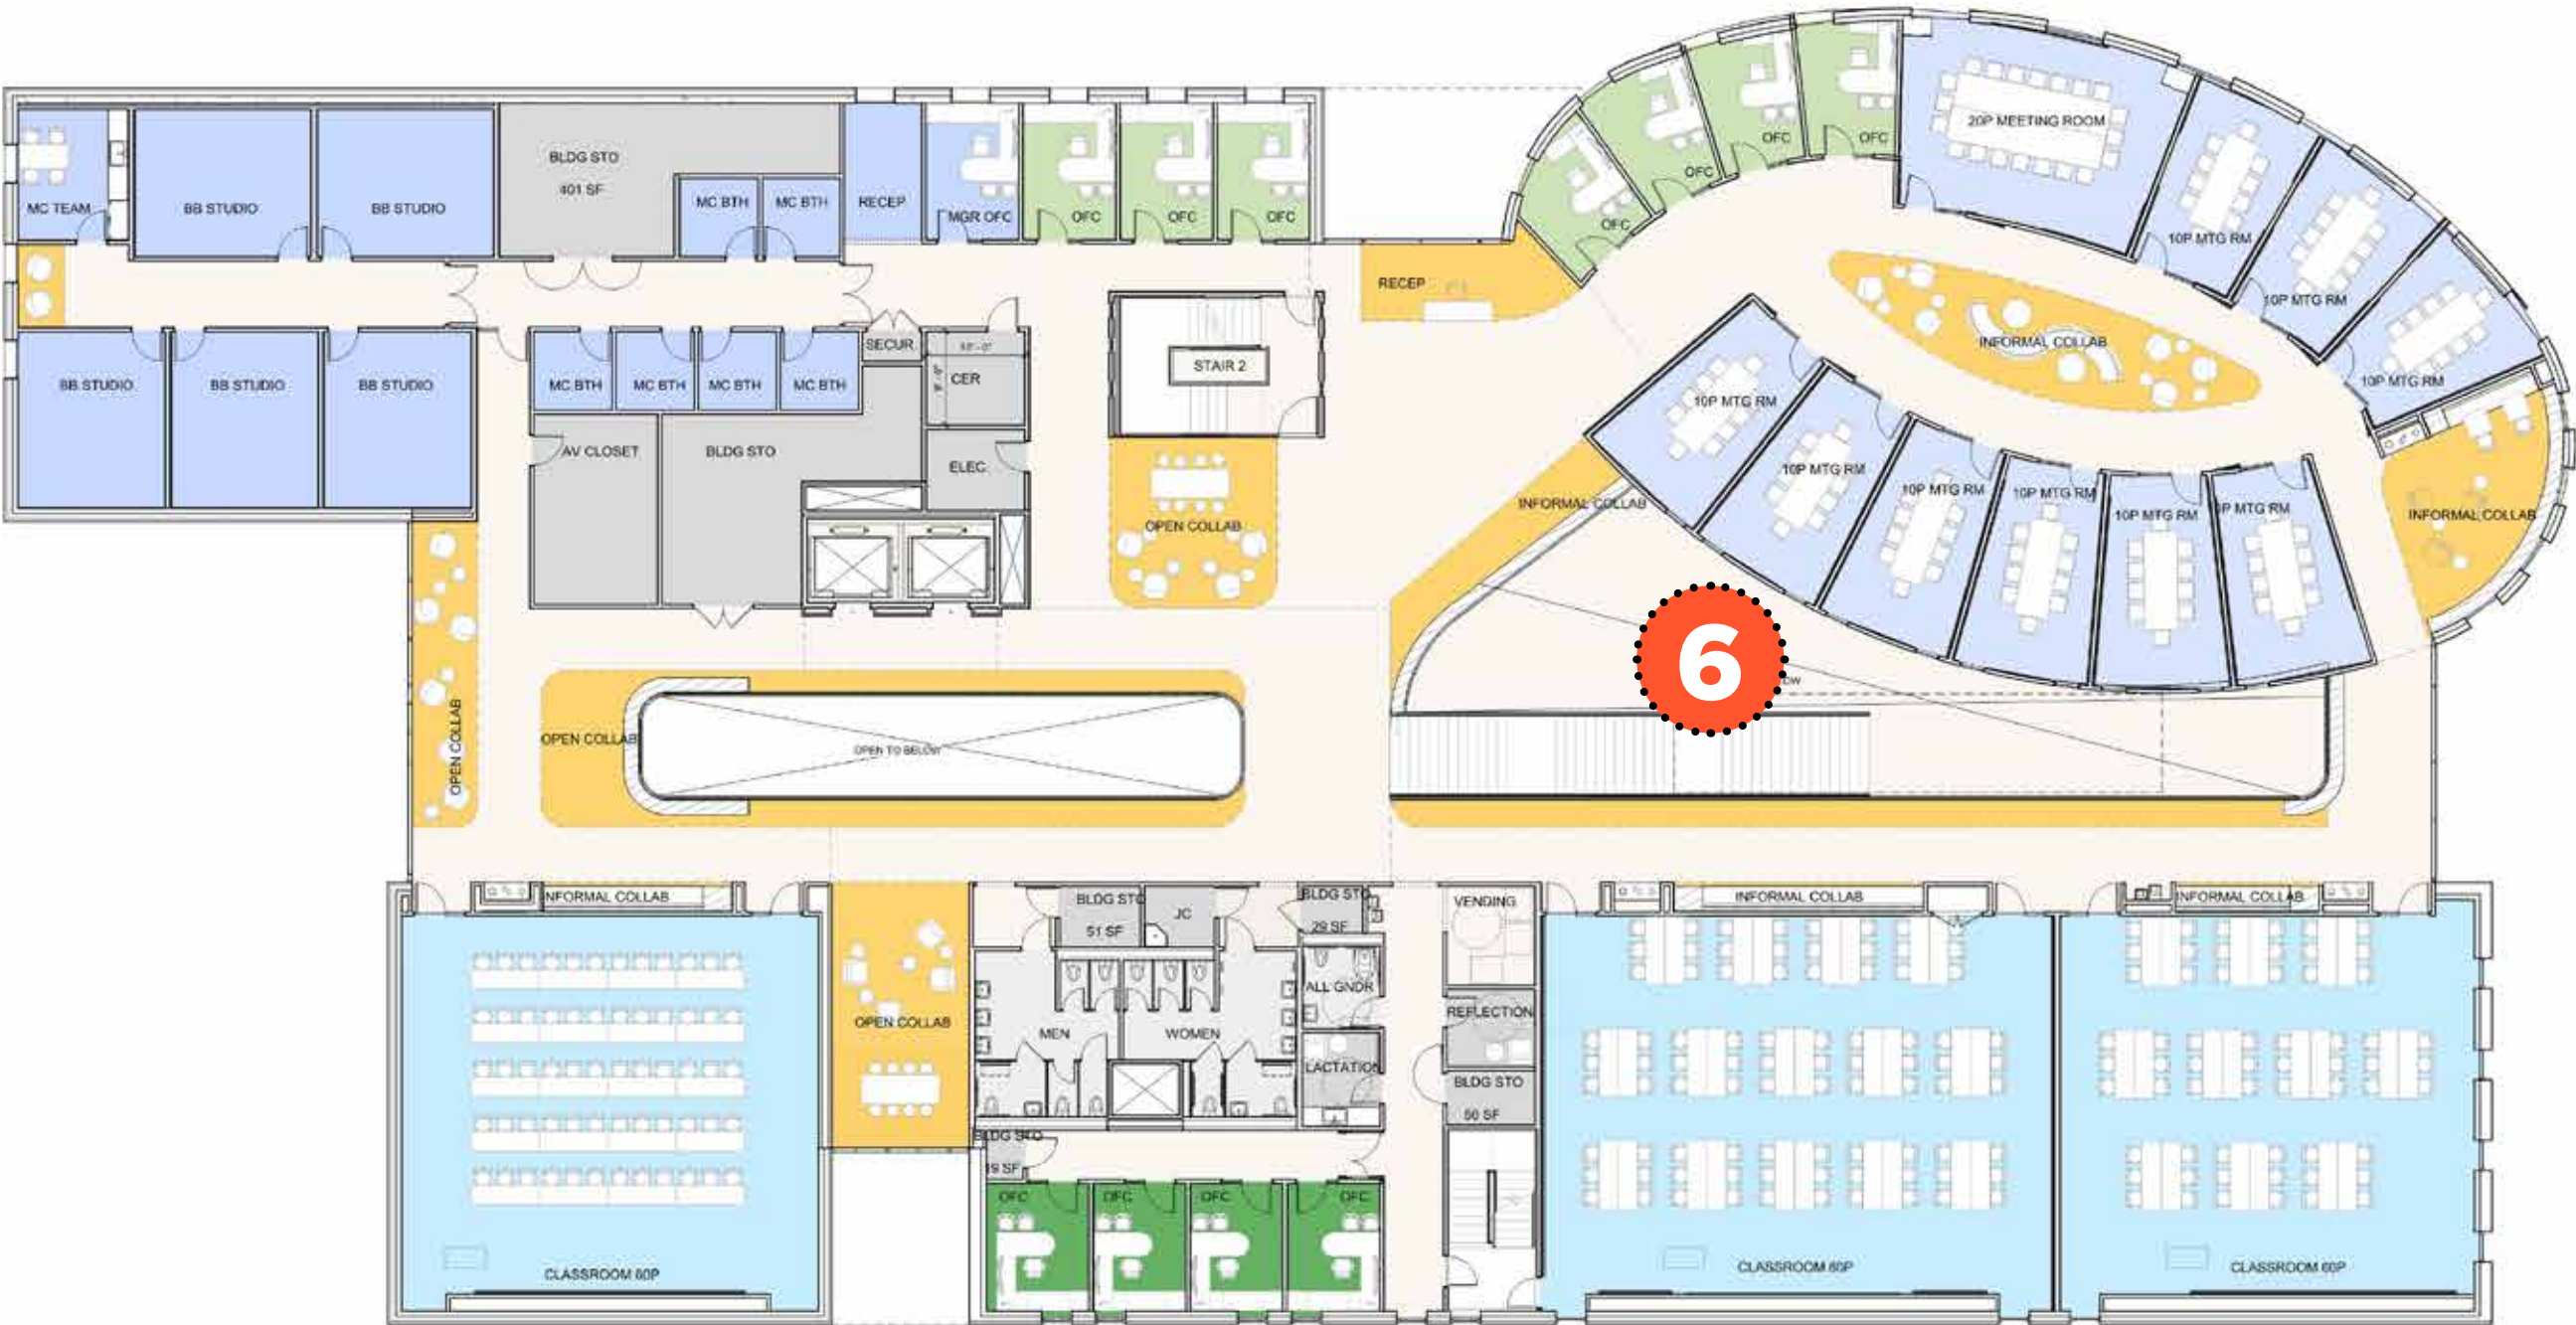 20P MEETING ROOM
OFC
OFC
OFC
OFC
BLDG STO
401 SF
MC TEAM
BB STUDIO
BB STUDIO
MC BTH
MC BTH
RECEP
MGR OFC
OFC
OFC
OFC
10P MTG RM
10P MTG RM
10P MTG RM
RECEP
INFORMAL COLLAB
SECUR
10'-0"
CER
STAIR 2
BB STUDIO
BB STUDIO
BB STUDIO
MC BTH
MC BTH
MC BTH
MC BTH
10P MTG RM
10P MTG RM
10P MTG RM
10P MTG RM
10P MTG RM
P MTG RM
AV CLOSET
BLDG STO
ELEC
INFORMAL COLLAB
INFORMAL COLLAB
OPEN COLLAB
6
OW
OPEN COLLAB
OPEN COLLAB
OPEN TO BELOW
INFORMAL COLLAB
BLDG STO
51 SF
JC
BLDG STO
29 SF
VENDING
INFORMAL COLLAB
INFORMAL COLLAB
ALL GNDR
REFLECTION
OPEN COLLAB
MEN
WOMEN
LACTATION
BLDG STO
50 SF
BLDG STO
19 SF
OFC
OFC
OFC
OFC
CLASSROOM 60P
CLASSROOM 80P
CLASSROOM 60P